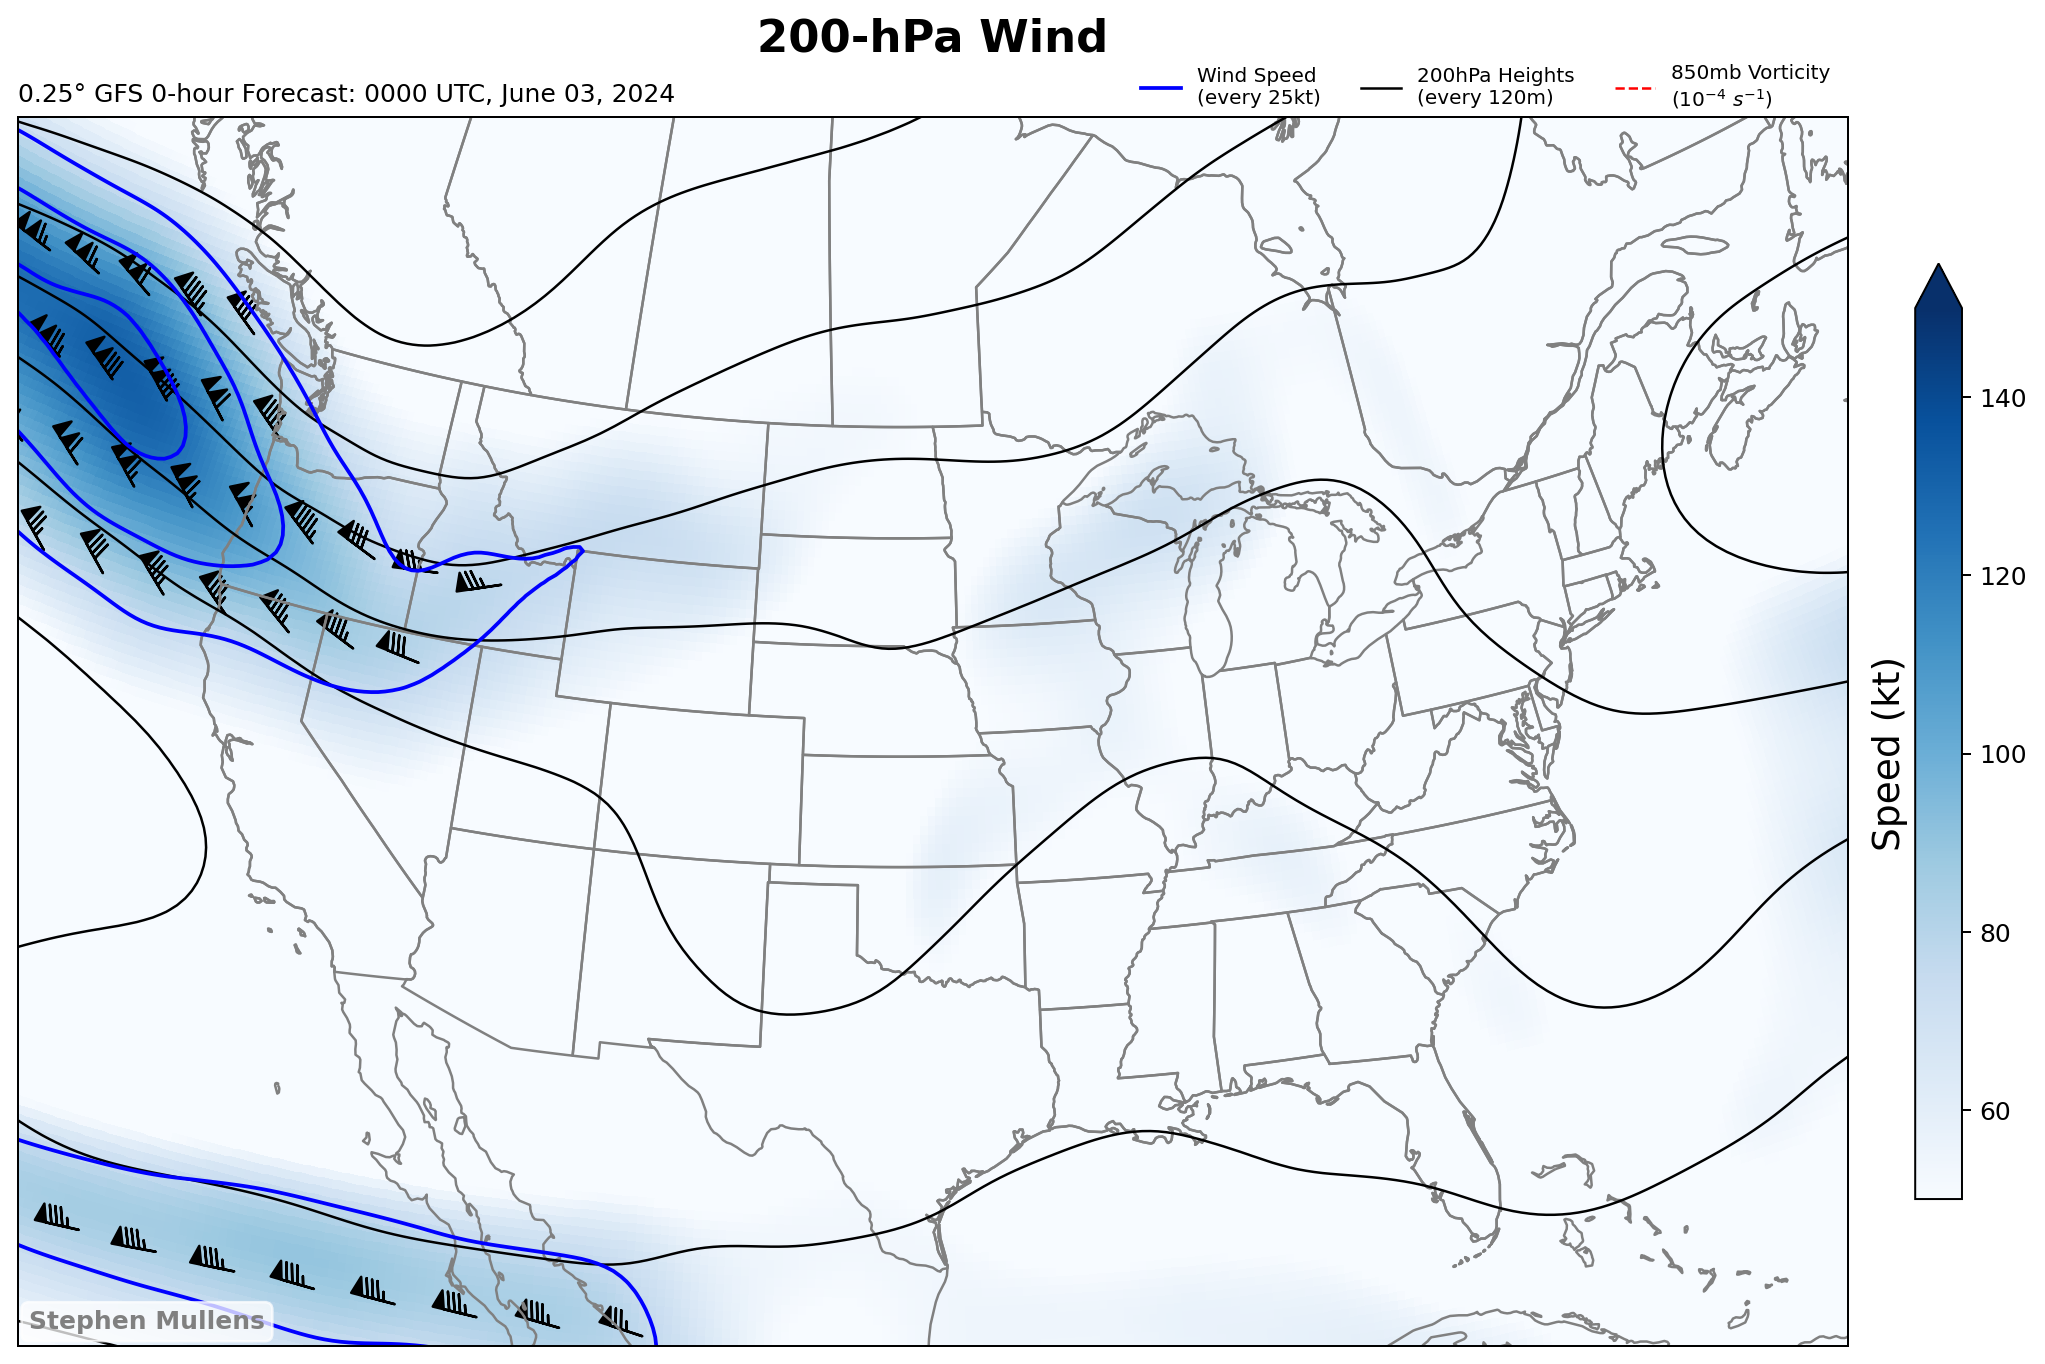 200-hPa Wind
0.25° GFS 0-hour Forecast: 0000 UTC, June 03, 2024
Wind Speed
(every 25kt)
200hPa Heights
(every 120m)
850mb Vorticity
(10⁻⁴ s⁻¹)
140
120
100
80
60
Speed (kt)
Stephen Mullens